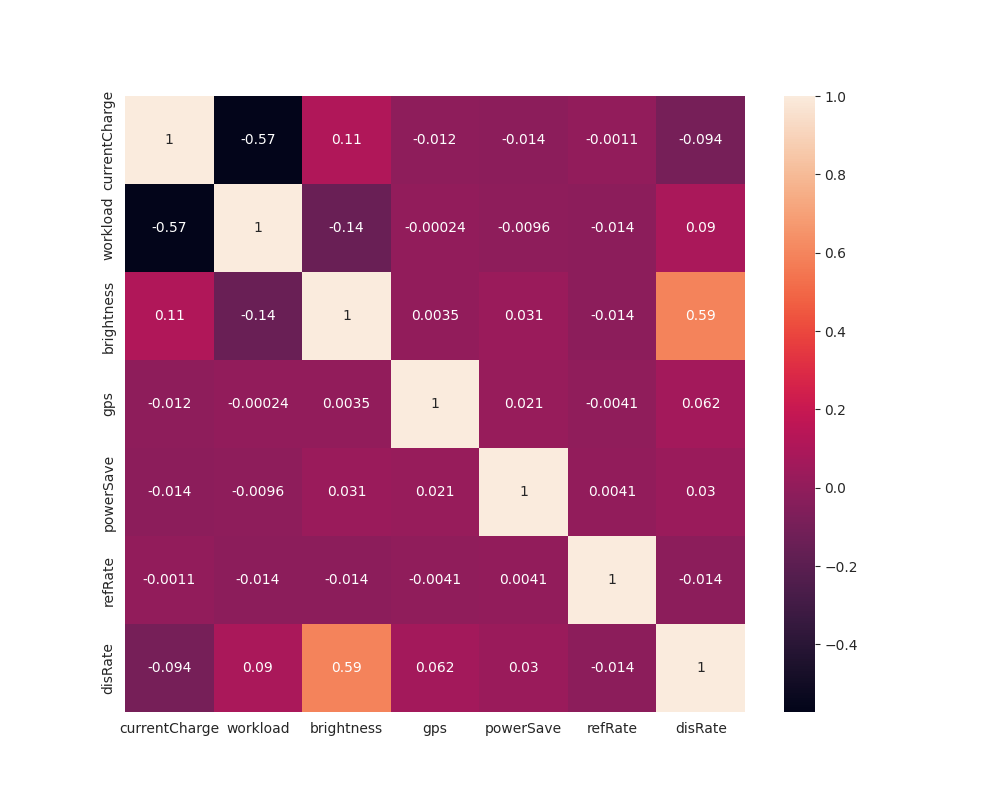 currentCharge 1 -0.57 0.11 -0.012 -0.014 -0.0011 -0.094
workload -0.57 1 -0.14 -0.00024 -0.0096 -0.014 0.09
brightness 0.11 -0.14 1 0.0035 0.031 -0.014 0.59
gps -0.012 -0.00024 0.0035 1 0.021 -0.0041 0.062
powerSave -0.014 -0.0096 0.031 0.021 1 0.0041 0.03
refRate -0.0011 -0.014 -0.014 -0.0041 0.0041 1 -0.014
disRate -0.094 0.09 0.59 0.062 0.03 -0.014 1
currentCharge workload brightness gps powerSave refRate disRate
1.0
0.8
0.6
0.4
0.2
0.0
−0.2
−0.4